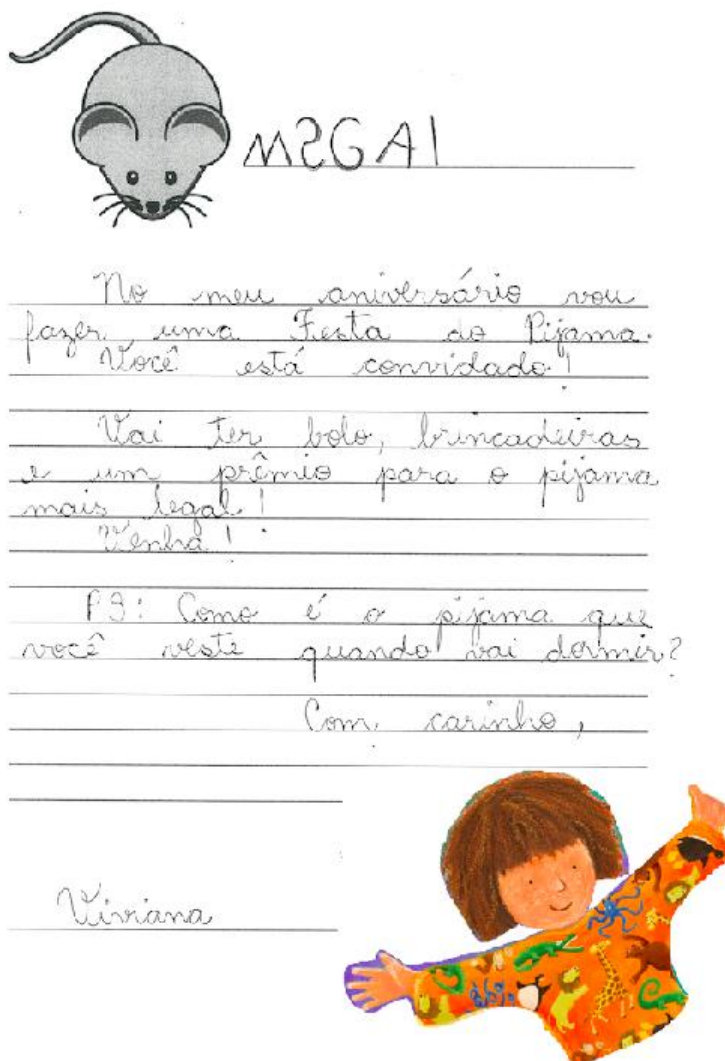 MSGAI
No meu aniversário vou
fazer uma Festa do Pijama.
Você está convidado!
Vai ter bolo, brincadeiras
e um prêmio para o pijama
mais legal!
Venha!
PS: Como é o pijama que
você veste quando vai dormir?
Com carinho,
Viviana